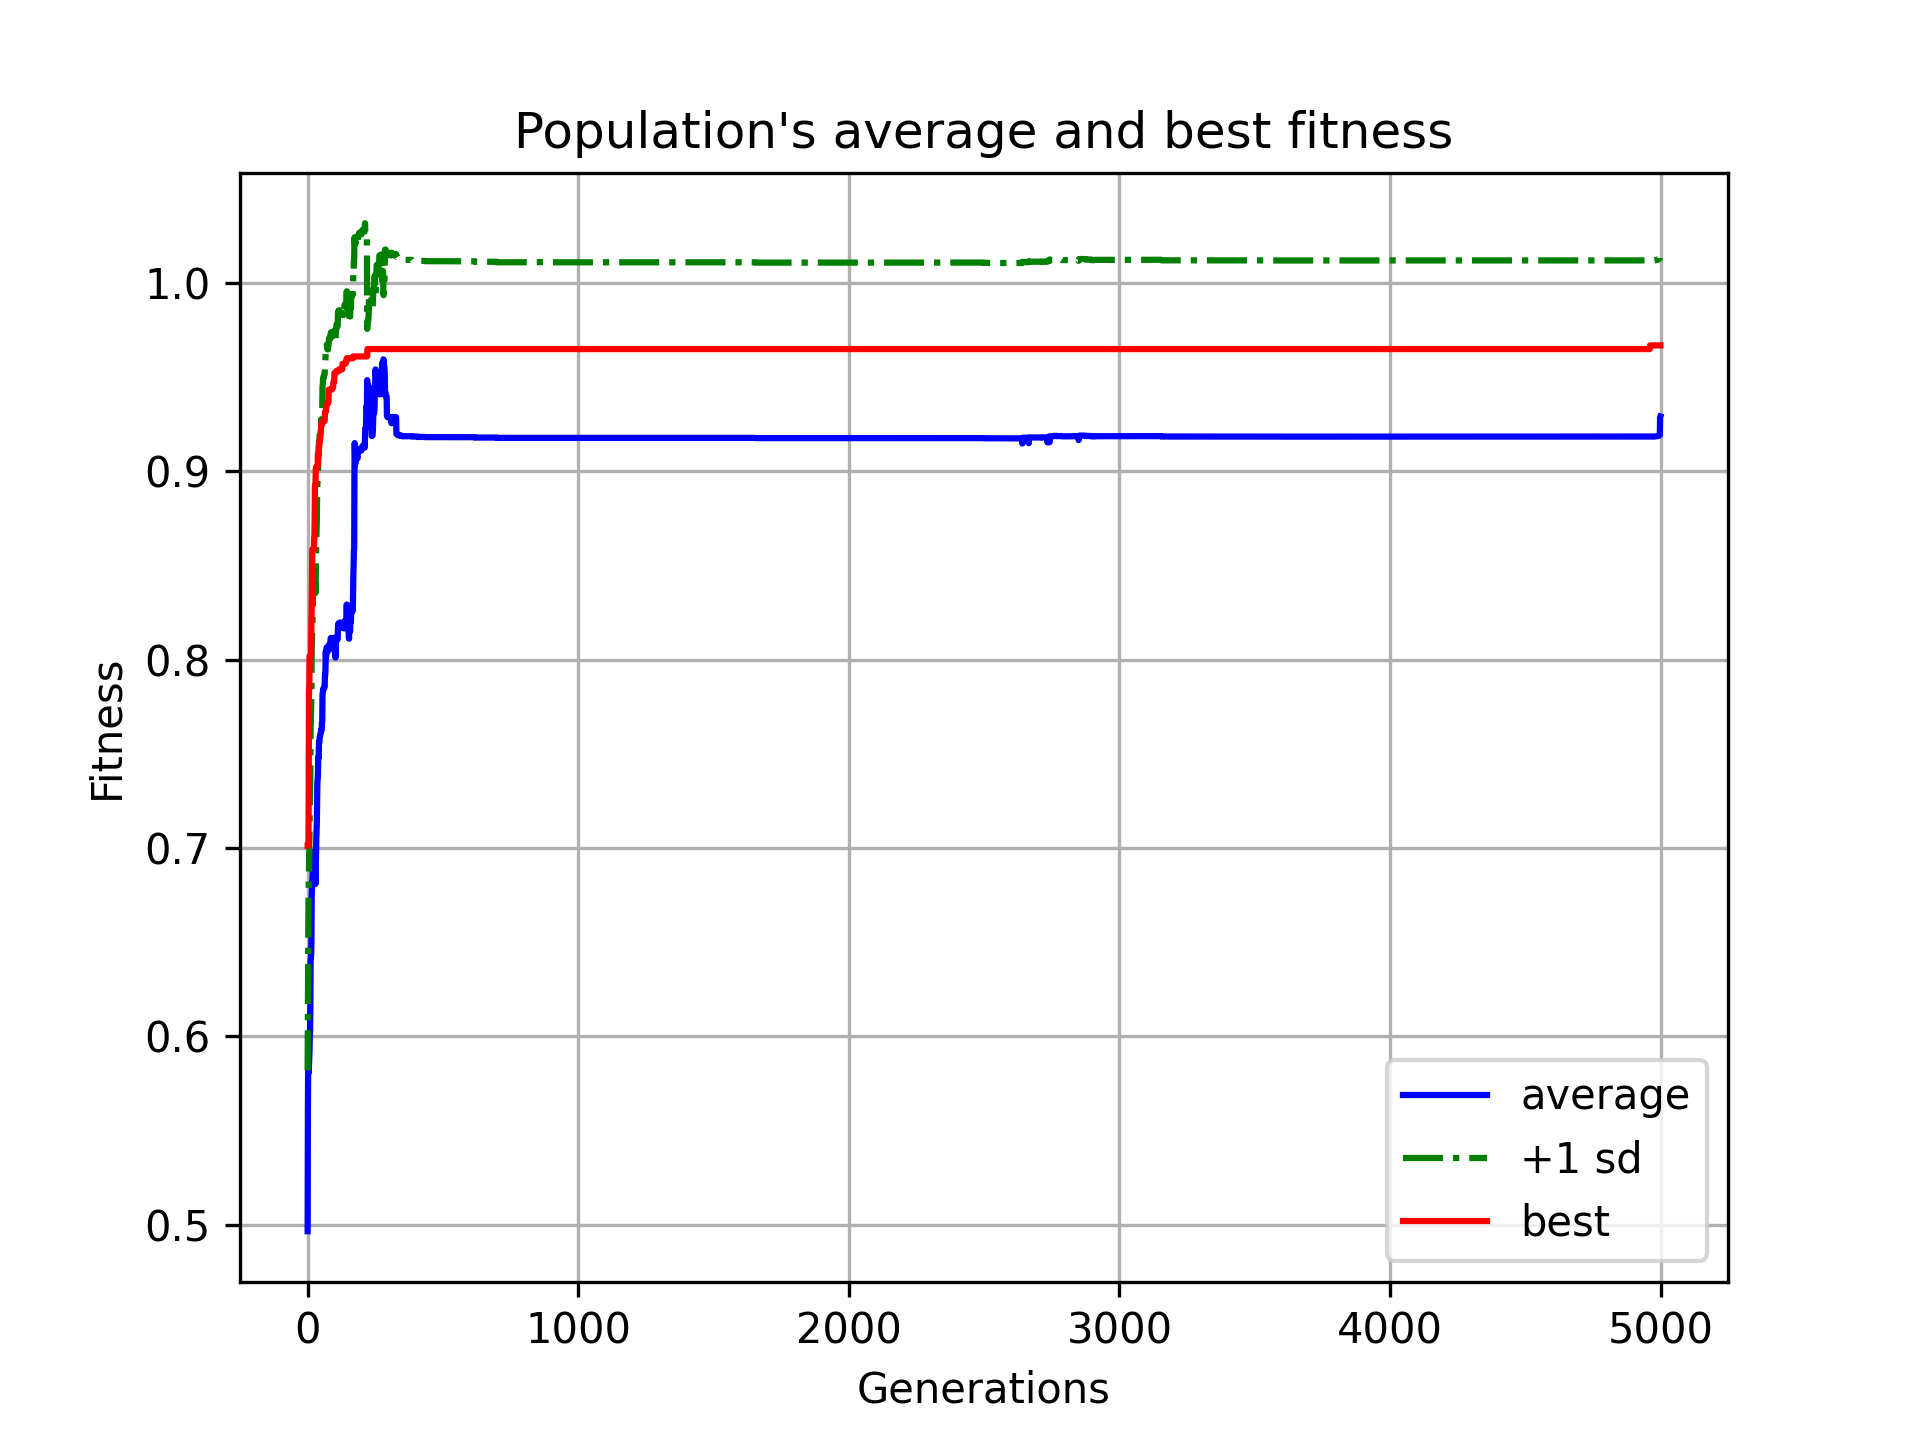 Population's average and best fitness
Fitness
1.0
0.9
0.8
0.7
0.6
0.5
0 1000 2000 3000 4000 5000
Generations
average
+1 sd
best